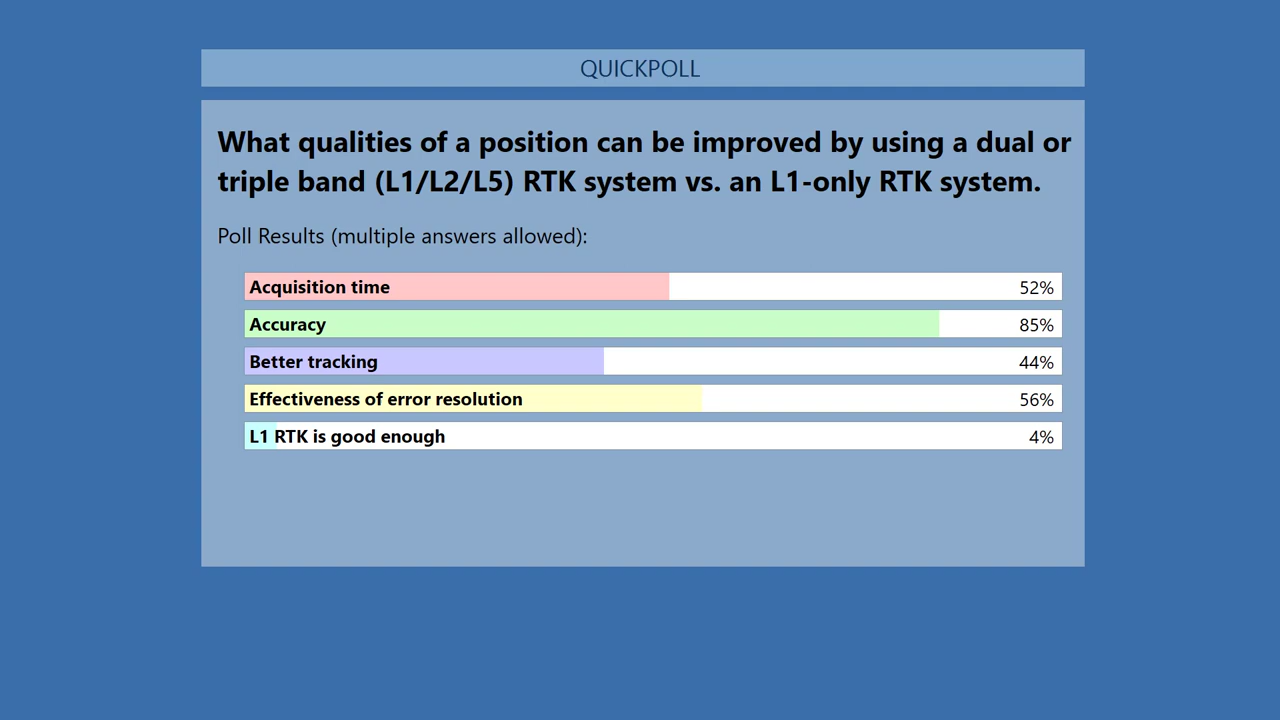 QUICKPOLL
What qualities of a position can be improved by using a dual or
triple band (L1/L2/L5) RTK system vs. an L1-only RTK system.
Poll Results (multiple answers allowed):
Acquisition time 52%
Accuracy 85%
Better tracking 44%
Effectiveness of error resolution 56%
L1 RTK is good enough 4%